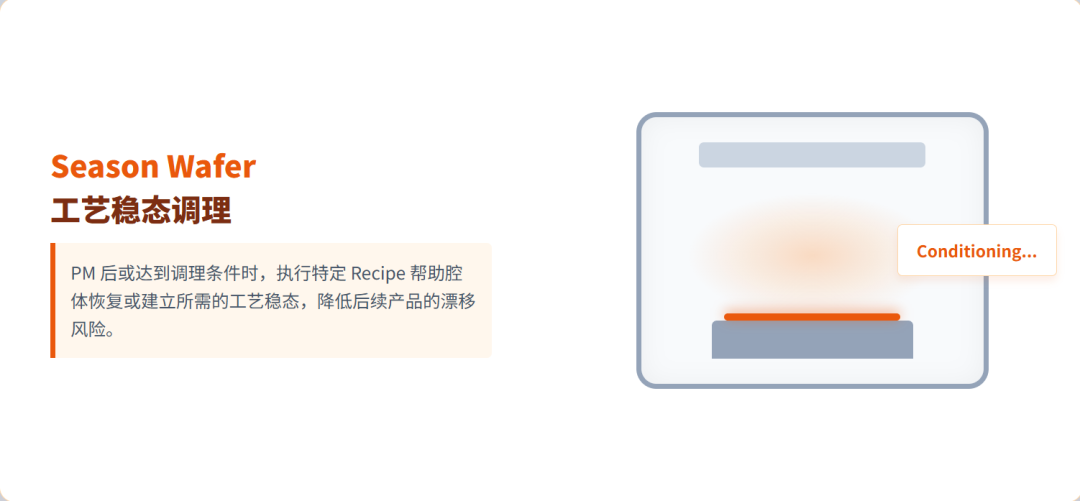 Season Wafer
工艺稳态调理
PM 后或达到调理条件时，执行特定 Recipe 帮助腔
体恢复或建立所需的工艺稳态，降低后续产品的漂移
风险。
Conditioning...